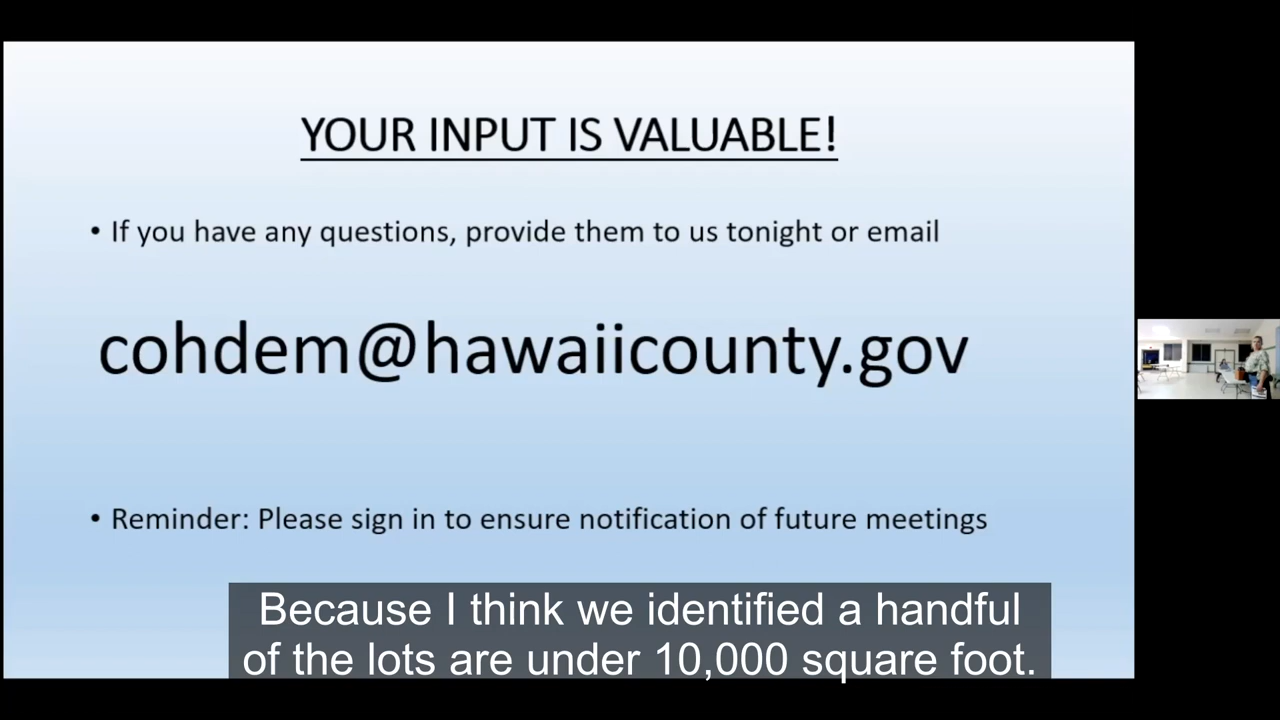 YOUR INPUT IS VALUABLE!
• If you have any questions, provide them to us tonight or email
cohdem@hawaiicounty.gov
• Reminder: Please sign in to ensure notification of future meetings
Because I think we identified a handful
of the lots are under 10,000 square foot.